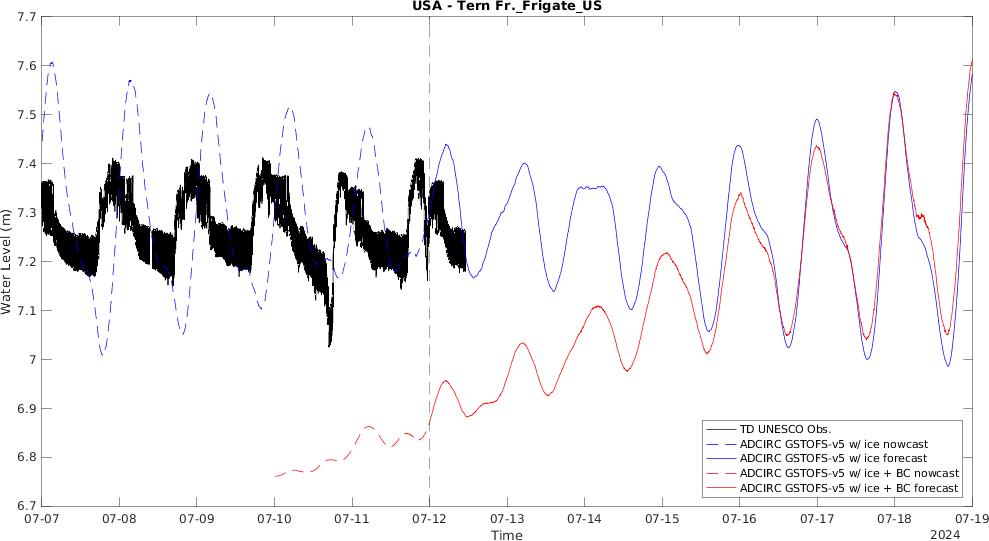 USA - Tern Fr._Frigate_US
7.7
7.6
7.5
7.4
7.3
7.2
7.1
7
6.9
6.8
6.7
Water Level (m)
TD UNESCO Obs.
ADCIRC GSTOFS-v5 w/ ice nowcast
ADCIRC GSTOFS-v5 w/ ice forecast
ADCIRC GSTOFS-v5 w/ ice + BC nowcast
ADCIRC GSTOFS-v5 w/ ice + BC forecast
07-07 07-08 07-09 07-10 07-11 07-12 07-13 07-14 07-15 07-16 07-17 07-18 07-19
Time
2024